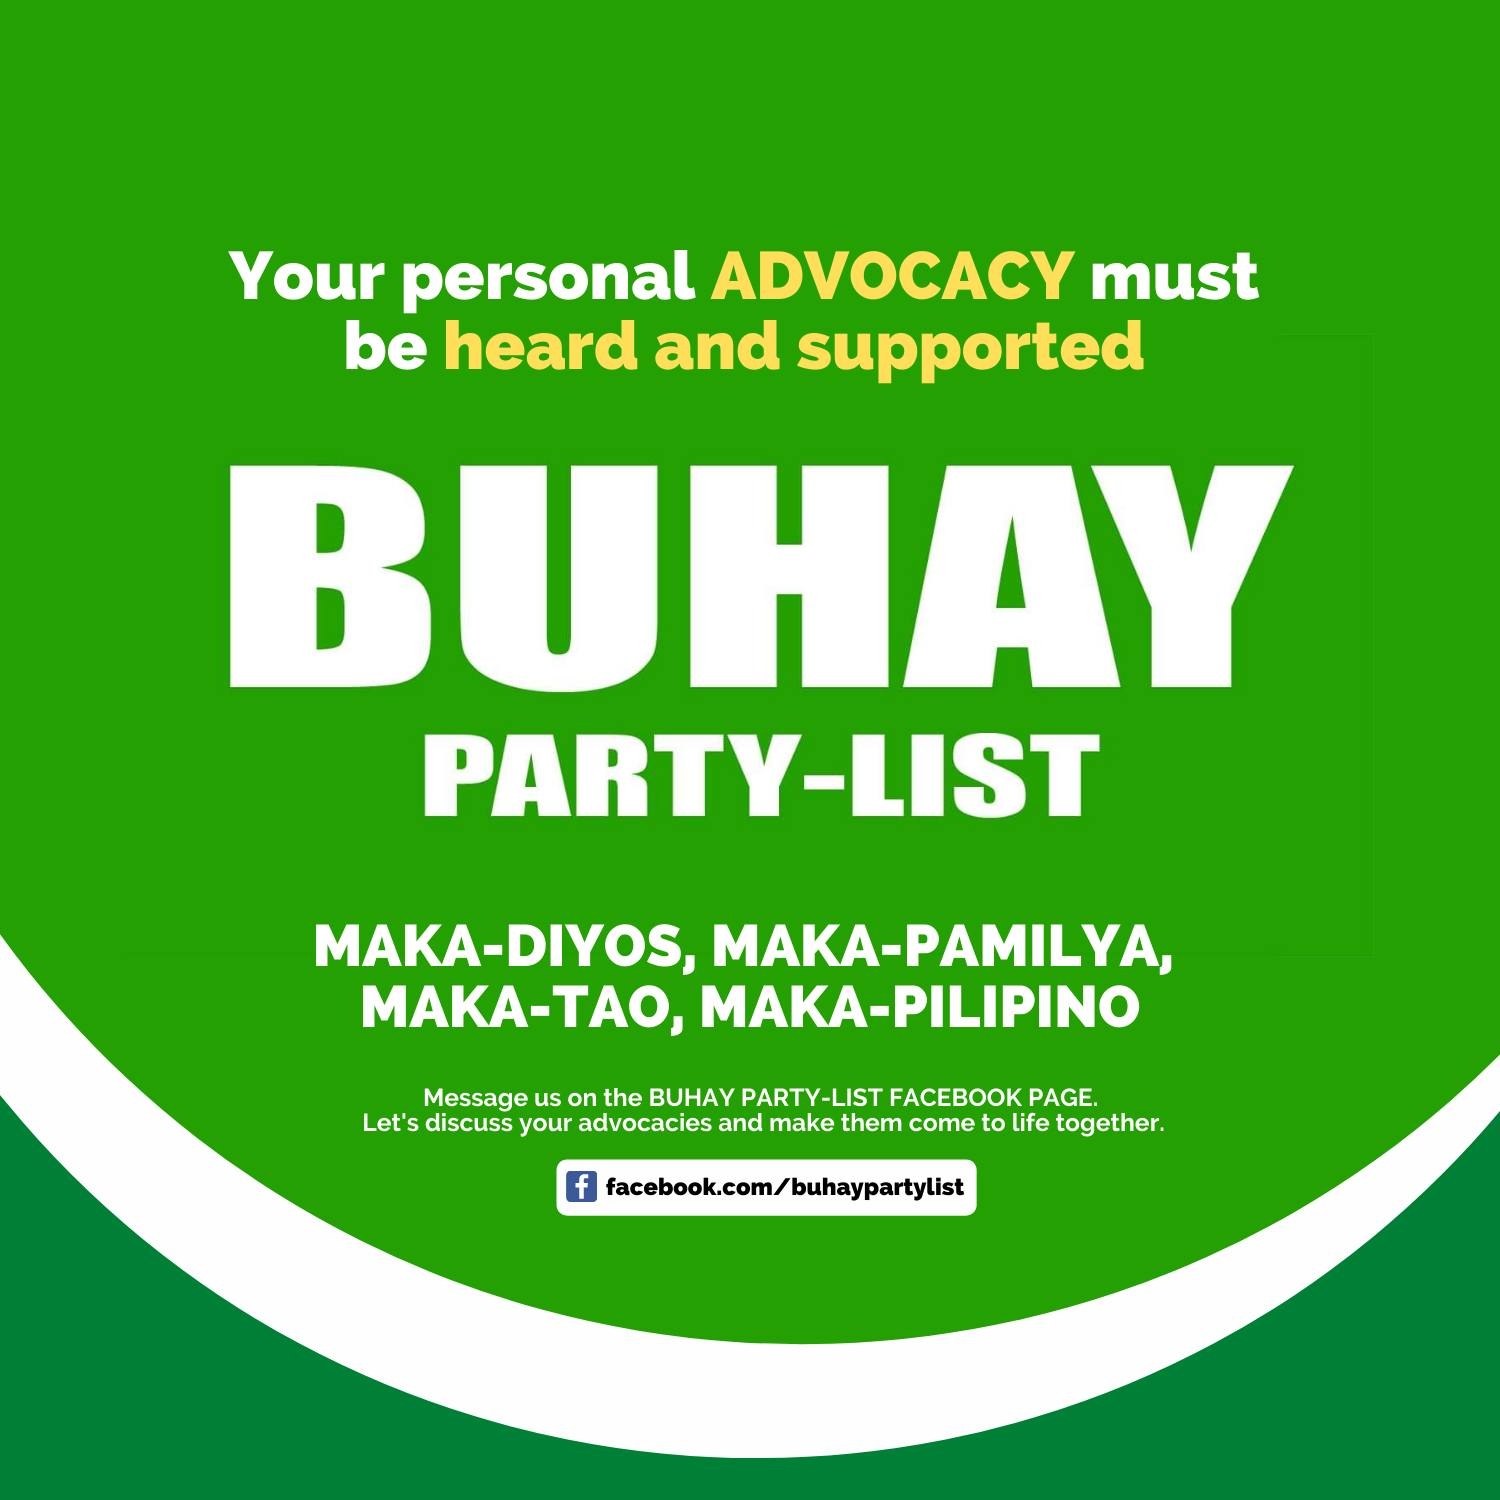 Your personal ADVOCACY must
be heard and supported
BUHAY
PARTY-LIST
MAKA-DIYOS, MAKA-PAMILYA,
MAKA-TAO, MAKA-PILIPINO
Message us on the BUHAY PARTY-LIST FACEBOOK PAGE.
Let's discuss your advocacies and make them come to life together.
facebook.com/buhaypartylist